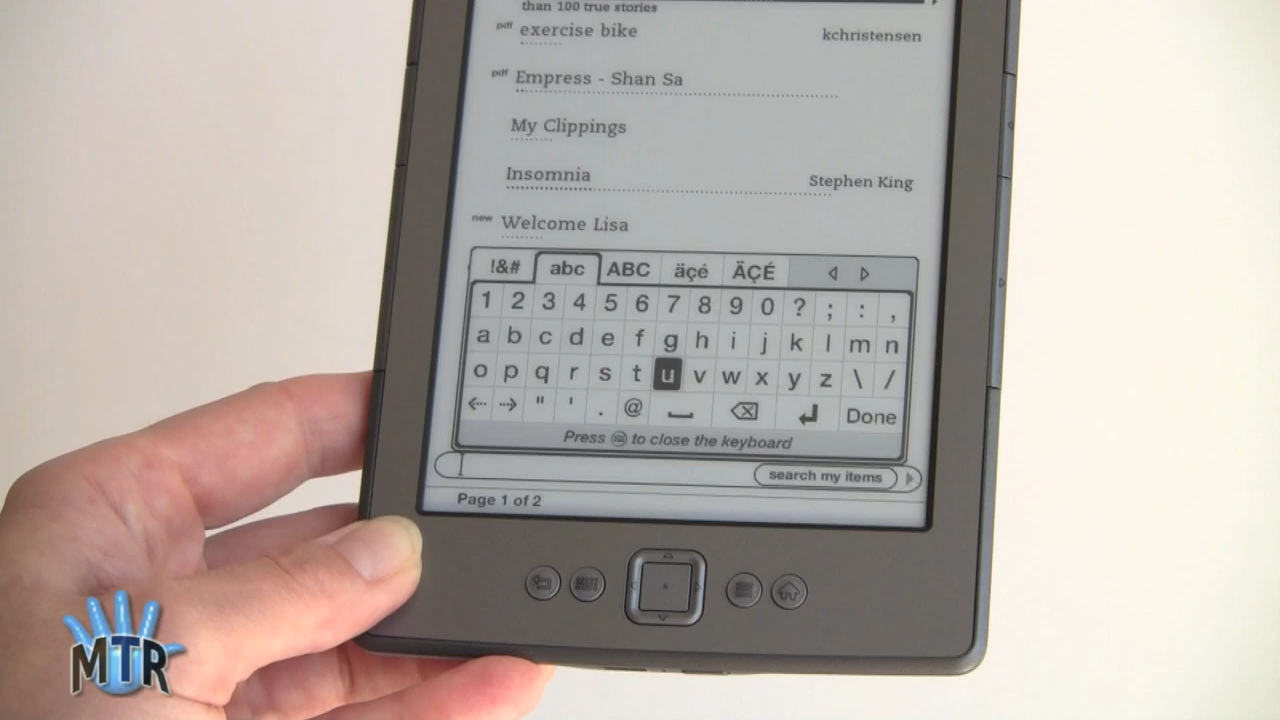 than 100 true stories
pdf exercise bike kchristensen
pdf Empress - Shan Sa
My Clippings
Insomnia Stephen King
new Welcome Lisa
!&# abc ABC äçé ÄÇÉ
1 2 3 4 5 6 7 8 9 0 ? ; : ,
a b c d e f g h i j k l m n
o p q r s t u v w x y z \ /
" ' . @ Done
Press to close the keyboard
search my items
Page 1 of 2
MTR